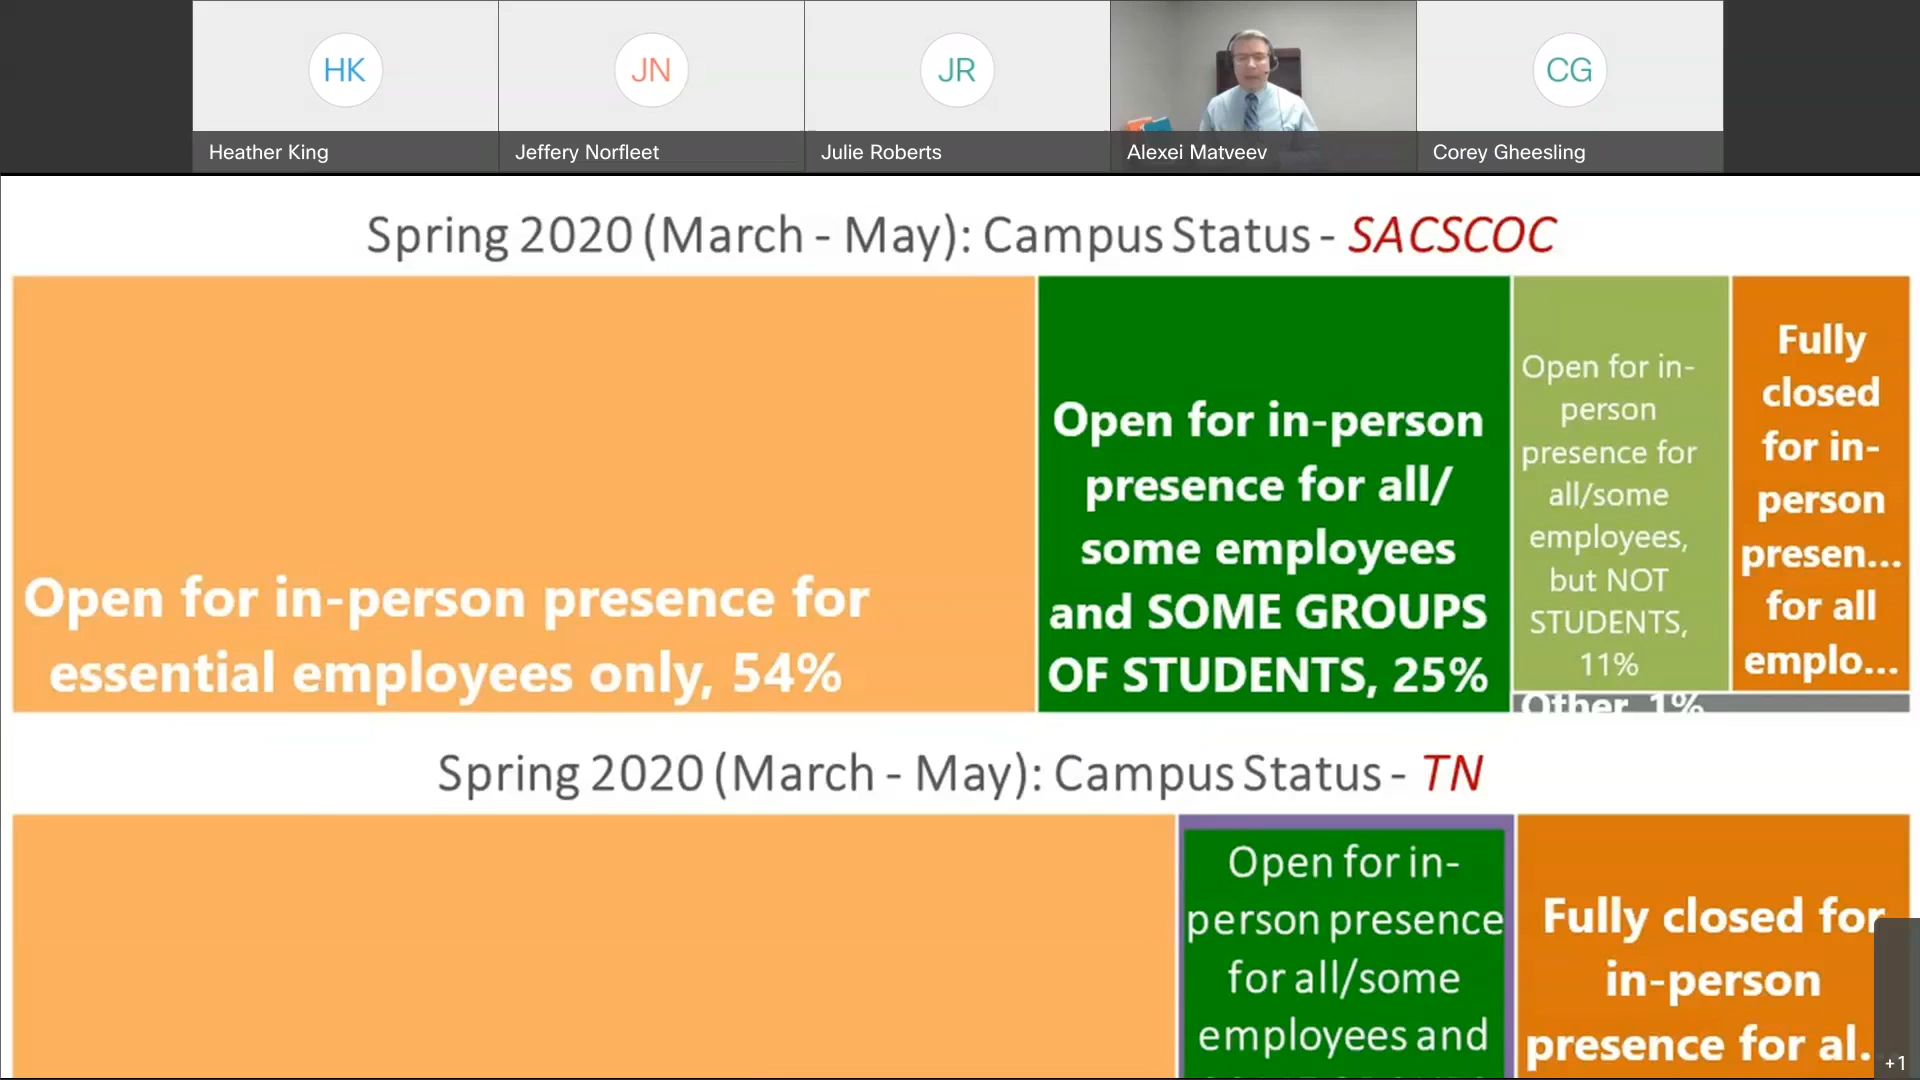 HK
JN
JR
CG
Heather King
Jeffery Norfleet
Julie Roberts
Alexei Matveev
Corey Gheesling
Spring 2020 (March - May): Campus Status - SACSCOC
Open for in-person presence for
essential employees only, 54%
Open for in-person
presence for all/
some employees
and SOME GROUPS
OF STUDENTS, 25%
Open for in-
person
presence for
all/some
employees,
but NOT
STUDENTS,
11%
Fully
closed
for in-
person
presen...
for all
emplo...
Other, 1%
Spring 2020 (March - May): Campus Status - TN
Open for in-
person presence
for all/some
employees and
Fully closed for
in-person
presence for al...
+1